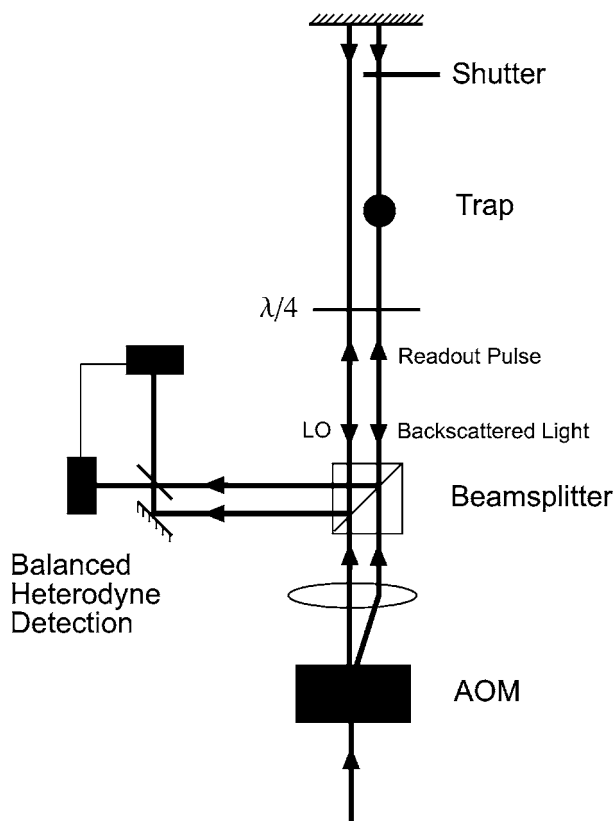 Shutter
Trap
λ/4
Readout Pulse
LO
Backscattered Light
Beamsplitter
Balanced
Heterodyne
Detection
AOM